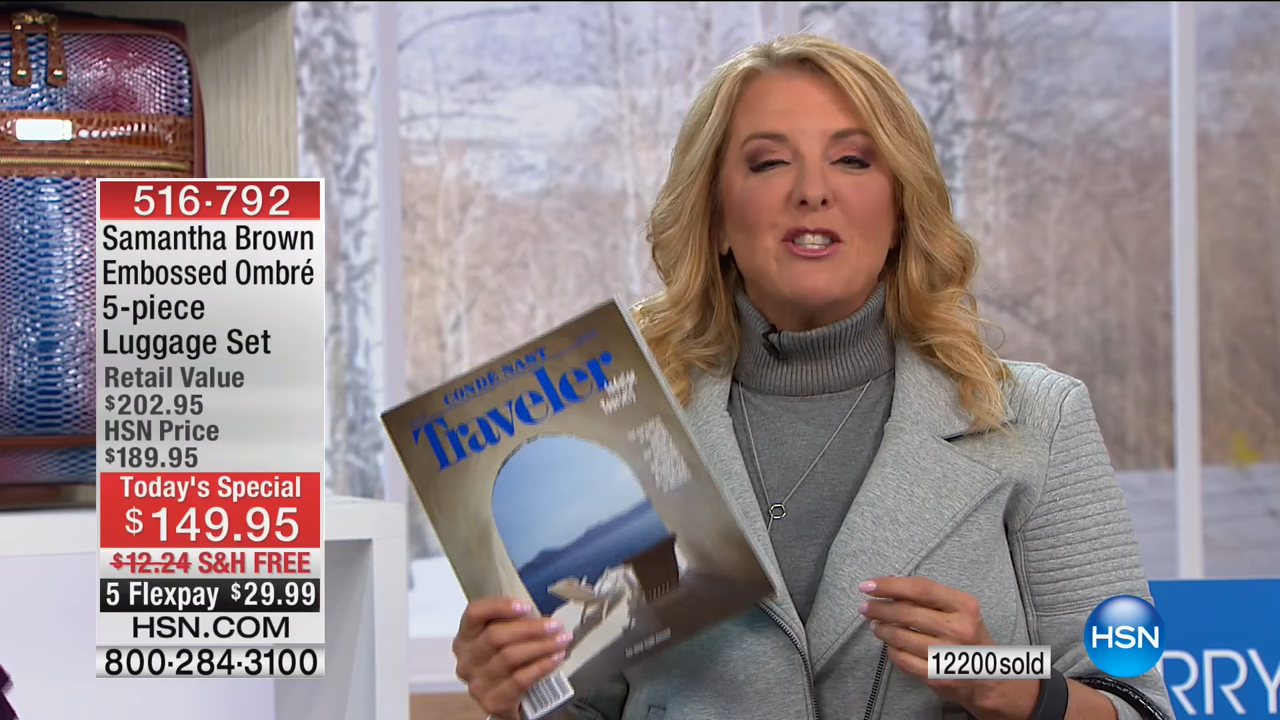 516·792
Samantha Brown
Embossed Ombré
5-piece
Luggage Set
Retail Value
$202.95
HSN Price
$189.95
Today's Special
$149.95
$12.24 S&H FREE
5 Flexpay $29.99
HSN.COM
800·284·3100
CONDÉ NAST
Traveler
HSN
12200 sold
RRY